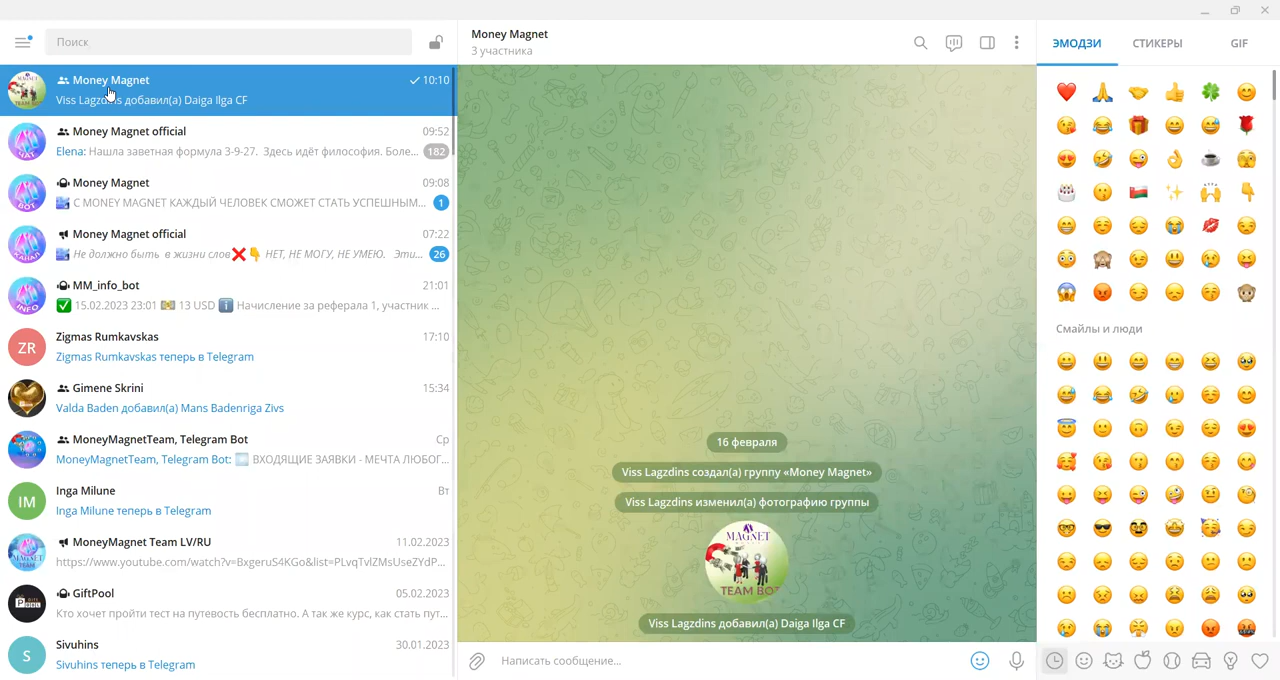 Поиск
Money Magnet 10:10
Viss Lagzdins добавил(а) Daiga Ilga CF
Money Magnet official 09:52
Elena: Нашла заветная формула 3-9-27. Здесь идёт философия. Боле... 182
Money Magnet 09:08
С MONEY MAGNET КАЖДЫЙ ЧЕЛОВЕК СМОЖЕТ СТАТЬ УСПЕШНЫМ... 1
Money Magnet official 07:22
Не должно быть в жизни слов НЕТ, НЕ МОГУ, НЕ УМЕЮ. Эти... 26
MM_info_bot 21:01
15.02.2023 23:01 13 USD Начисление за реферала 1, участник ...
ZR
Zigmas Rumkavskas 17:10
Zigmas Rumkavskas теперь в Telegram
Gimene Skrini 15:34
Valda Baden добавил(а) Mans Badenriga Zivs
MoneyMagnetTeam, Telegram Bot Ср
MoneyMagnetTeam, Telegram Bot: ВХОДЯЩИЕ ЗАЯВКИ - МЕЧТА ЛЮБОГ...
IM
Inga Milune Вт
Inga Milune теперь в Telegram
MoneyMagnet Team LV/RU 11.02.2023
https://www.youtube.com/watch?v=BxgeruS4KGo&list=PLvqTvlZMsUseZYdP...
GiftPool 05.02.2023
Кто хочет пройти тест на путевость бесплатно. А так же курс, как стать пут...
S
Sivuhins 30.01.2023
Sivuhins теперь в Telegram
Money Magnet
3 участника
16 февраля
Viss Lagzdins создал(а) группу «Money Magnet»
Viss Lagzdins изменил(а) фотографию группы
MAGNET
TEAM BOT
Viss Lagzdins добавил(а) Daiga Ilga CF
Написать сообщение...
ЭМОДЗИ СТИКЕРЫ GIF
Смайлы и люди